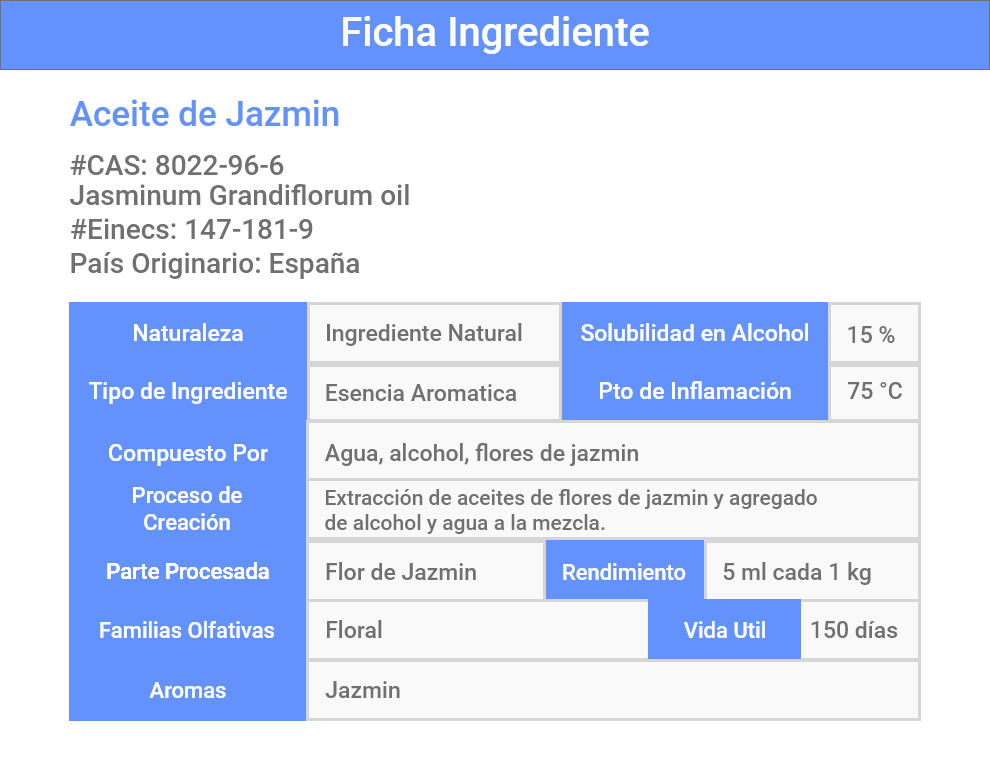 Ficha Ingrediente
Aceite de Jazmin
#CAS: 8022-96-6
Jasminum Grandiflorum oil
#Einecs: 147-181-9
País Originario: España
Naturaleza
Ingrediente Natural
Solubilidad en Alcohol
15 %
Tipo de Ingrediente
Esencia Aromatica
Pto de Inflamación
75 °C
Compuesto Por
Agua, alcohol, flores de jazmin
Proceso de
Creación
Extracción de aceites de flores de jazmin y agregado
de alcohol y agua a la mezcla.
Parte Procesada
Flor de Jazmin
Rendimiento
5 ml cada 1 kg
Familias Olfativas
Floral
Vida Util
150 días
Aromas
Jazmin